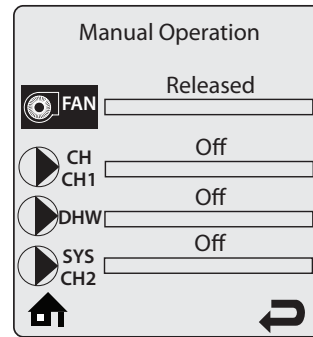 Manual Operation
Released
FAN
Off
CH
CH1
Off
DHW
Off
SYS
CH2